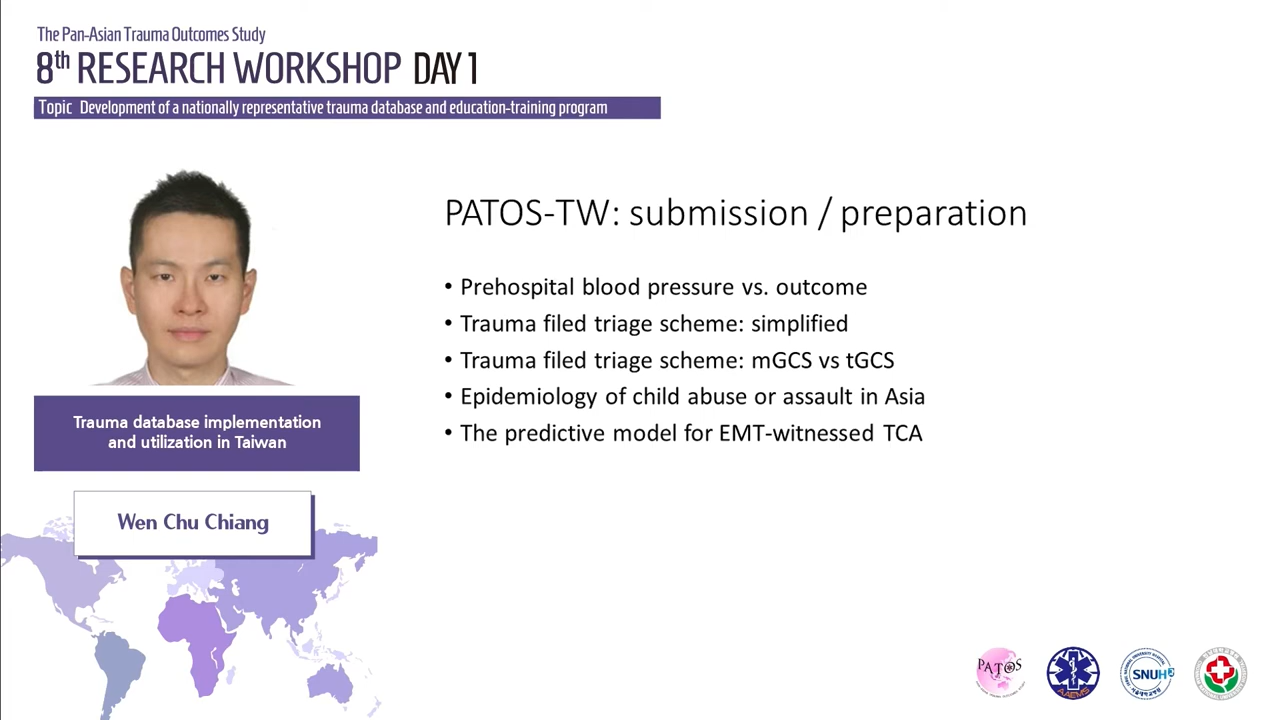 The Pan-Asian Trauma Outcomes Study
8th RESEARCH WORKSHOP DAY 1
Topic Development of a nationally representative trauma database and education-training program
PATOS-TW: submission / preparation
• Prehospital blood pressure vs. outcome
• Trauma filed triage scheme: simplified
• Trauma filed triage scheme: mGCS vs tGCS
• Epidemiology of child abuse or assault in Asia
• The predictive model for EMT-witnessed TCA
Trauma database implementation
and utilization in Taiwan
Wen Chu Chiang
PATOS
AAEMS
SNUH